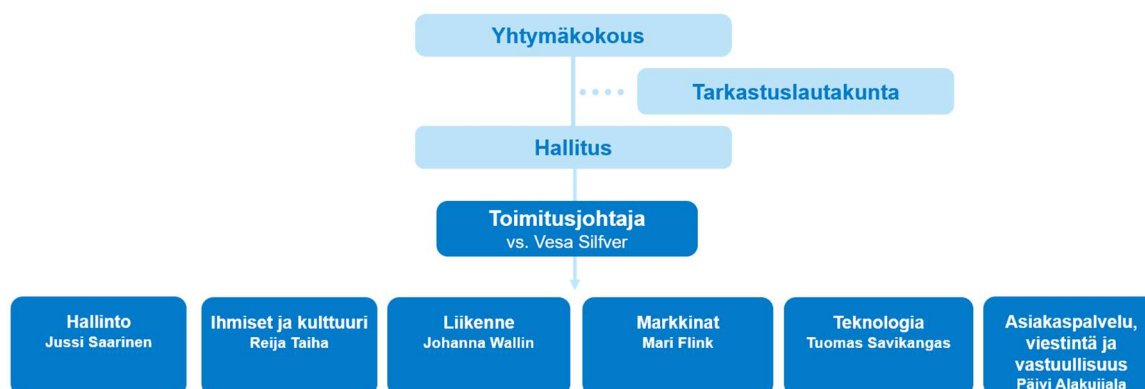 Yhtymäkokous
Tarkastuslautakunta
Hallitus
Toimitusjohtaja
vs. Vesa Silfver
Hallinto
Jussi Saarinen
Ihmiset ja kulttuuri
Reija Taiha
Liikenne
Johanna Wallin
Markkinat
Mari Flink
Teknologia
Tuomas Savikangas
Asiakaspalvelu,
viestintä ja
vastuullisuus
Päivi Alakuijala